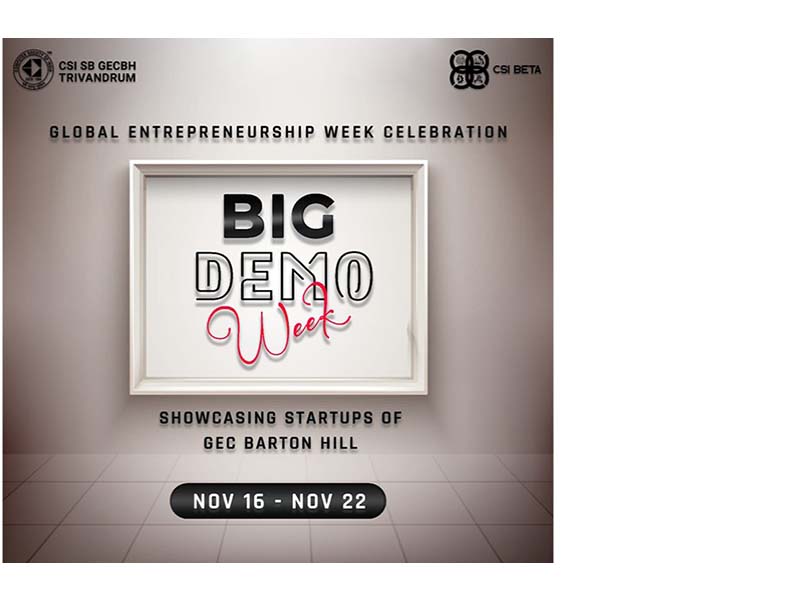 CSI SB GECBH
TRIVANDRUM
CSI BETA
GLOBAL ENTREPRENEURSHIP WEEK CELEBRATION
BIG
DEMO
Week
SHOWCASING STARTUPS OF
GEC BARTON HILL
NOV 16 - NOV 22